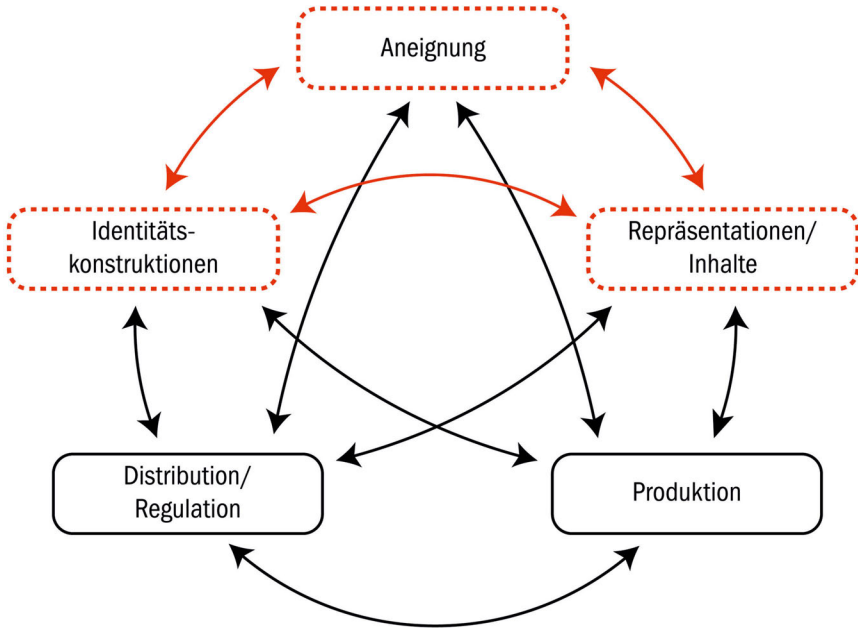 Aneignung
Identitäts-
konstruktionen
Repräsentationen/
Inhalte
Distribution/
Regulation
Produktion